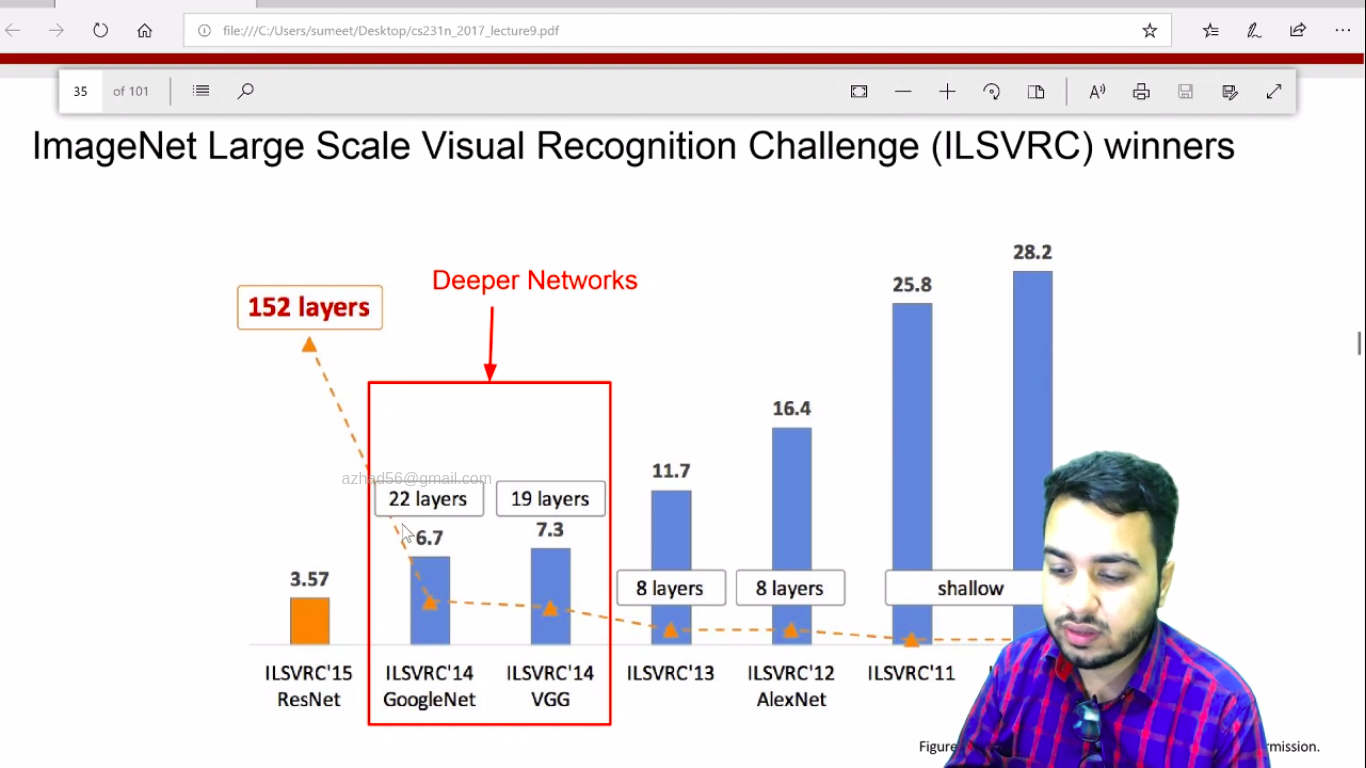 file:///C:/Users/sumeet/Desktop/cs231n_2017_lecture9.pdf
35 of 101
ImageNet Large Scale Visual Recognition Challenge (ILSVRC) winners
28.2
Deeper Networks
25.8
152 layers
16.4
11.7
azhad56@gmail.com
22 layers 19 layers
6.7 7.3
3.57 8 layers 8 layers shallow
ILSVRC'15 ILSVRC'14 ILSVRC'14 ILSVRC'13 ILSVRC'12 ILSVRC'11
ResNet GoogleNet VGG AlexNet
Figure